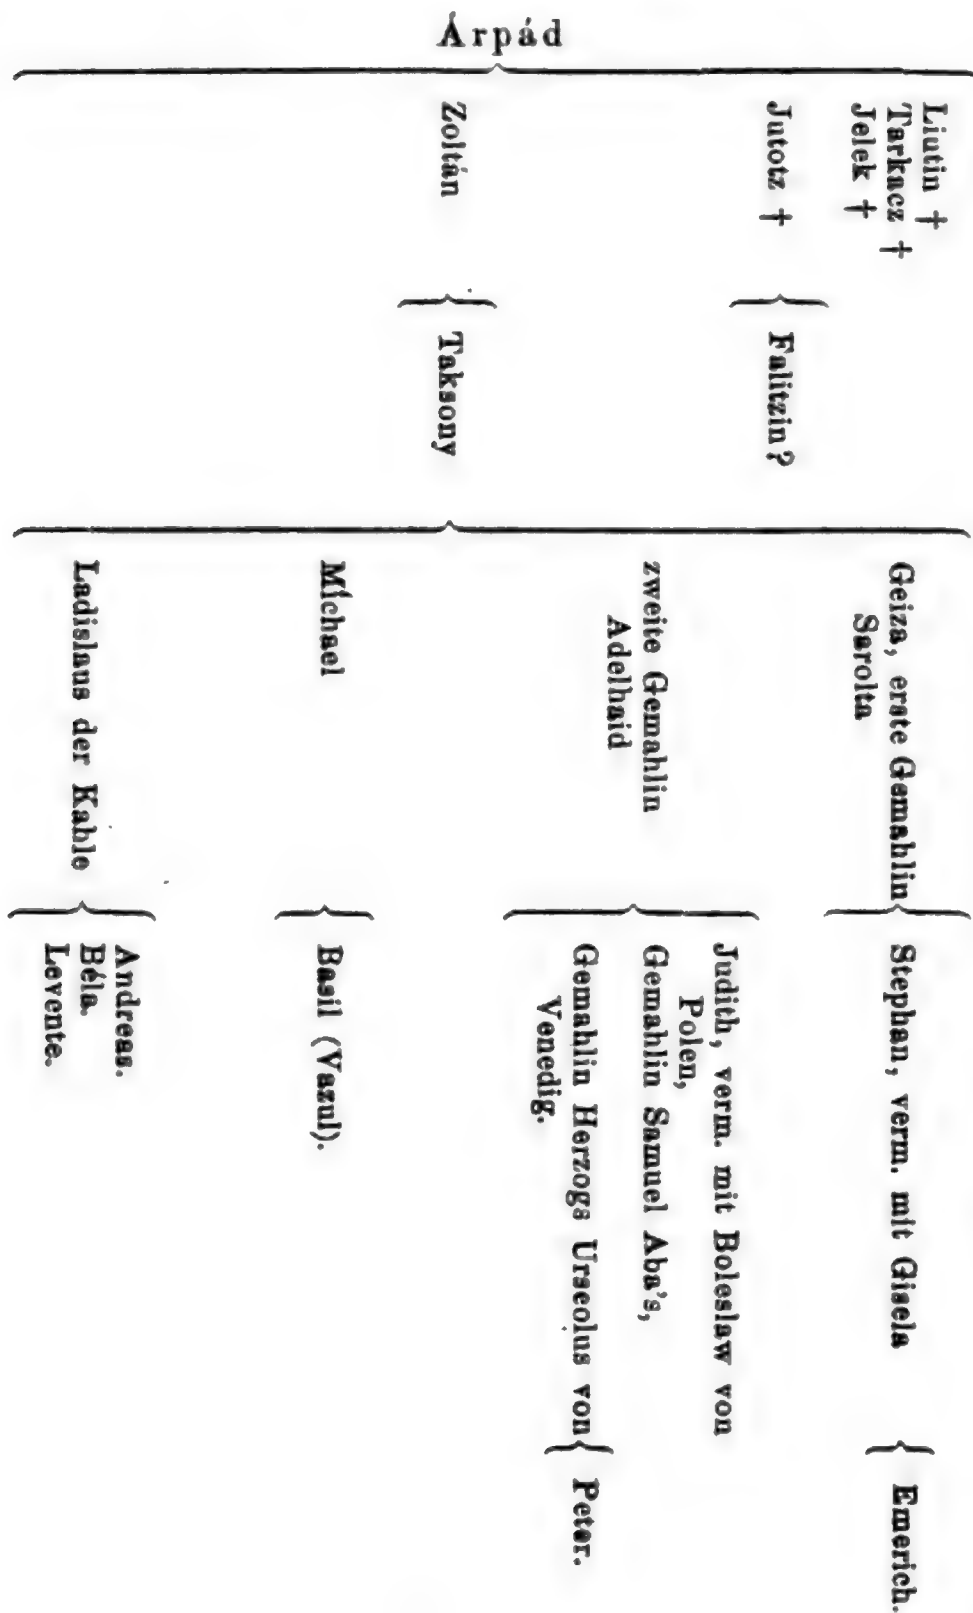 Árpád
Liutin †
Tarkacz †
Jelek †
Jutotz †
Falitzin?
Zoltán
Taksony
Geiza, erste Gemahlin
Sarolta
Stephan, verm. mit Gisela
Emerich.
zweite Gemahlin
Adelhaid
Judith, verm. mit Boleslaw von
Polen,
Gemahlin Samuel Aba's,
Gemahlin Herzogs Urseolus von
Venedig.
Peter.
Michael
Basil (Vazul).
Ladislaus der Kahle
Andreas.
Béla.
Levente.